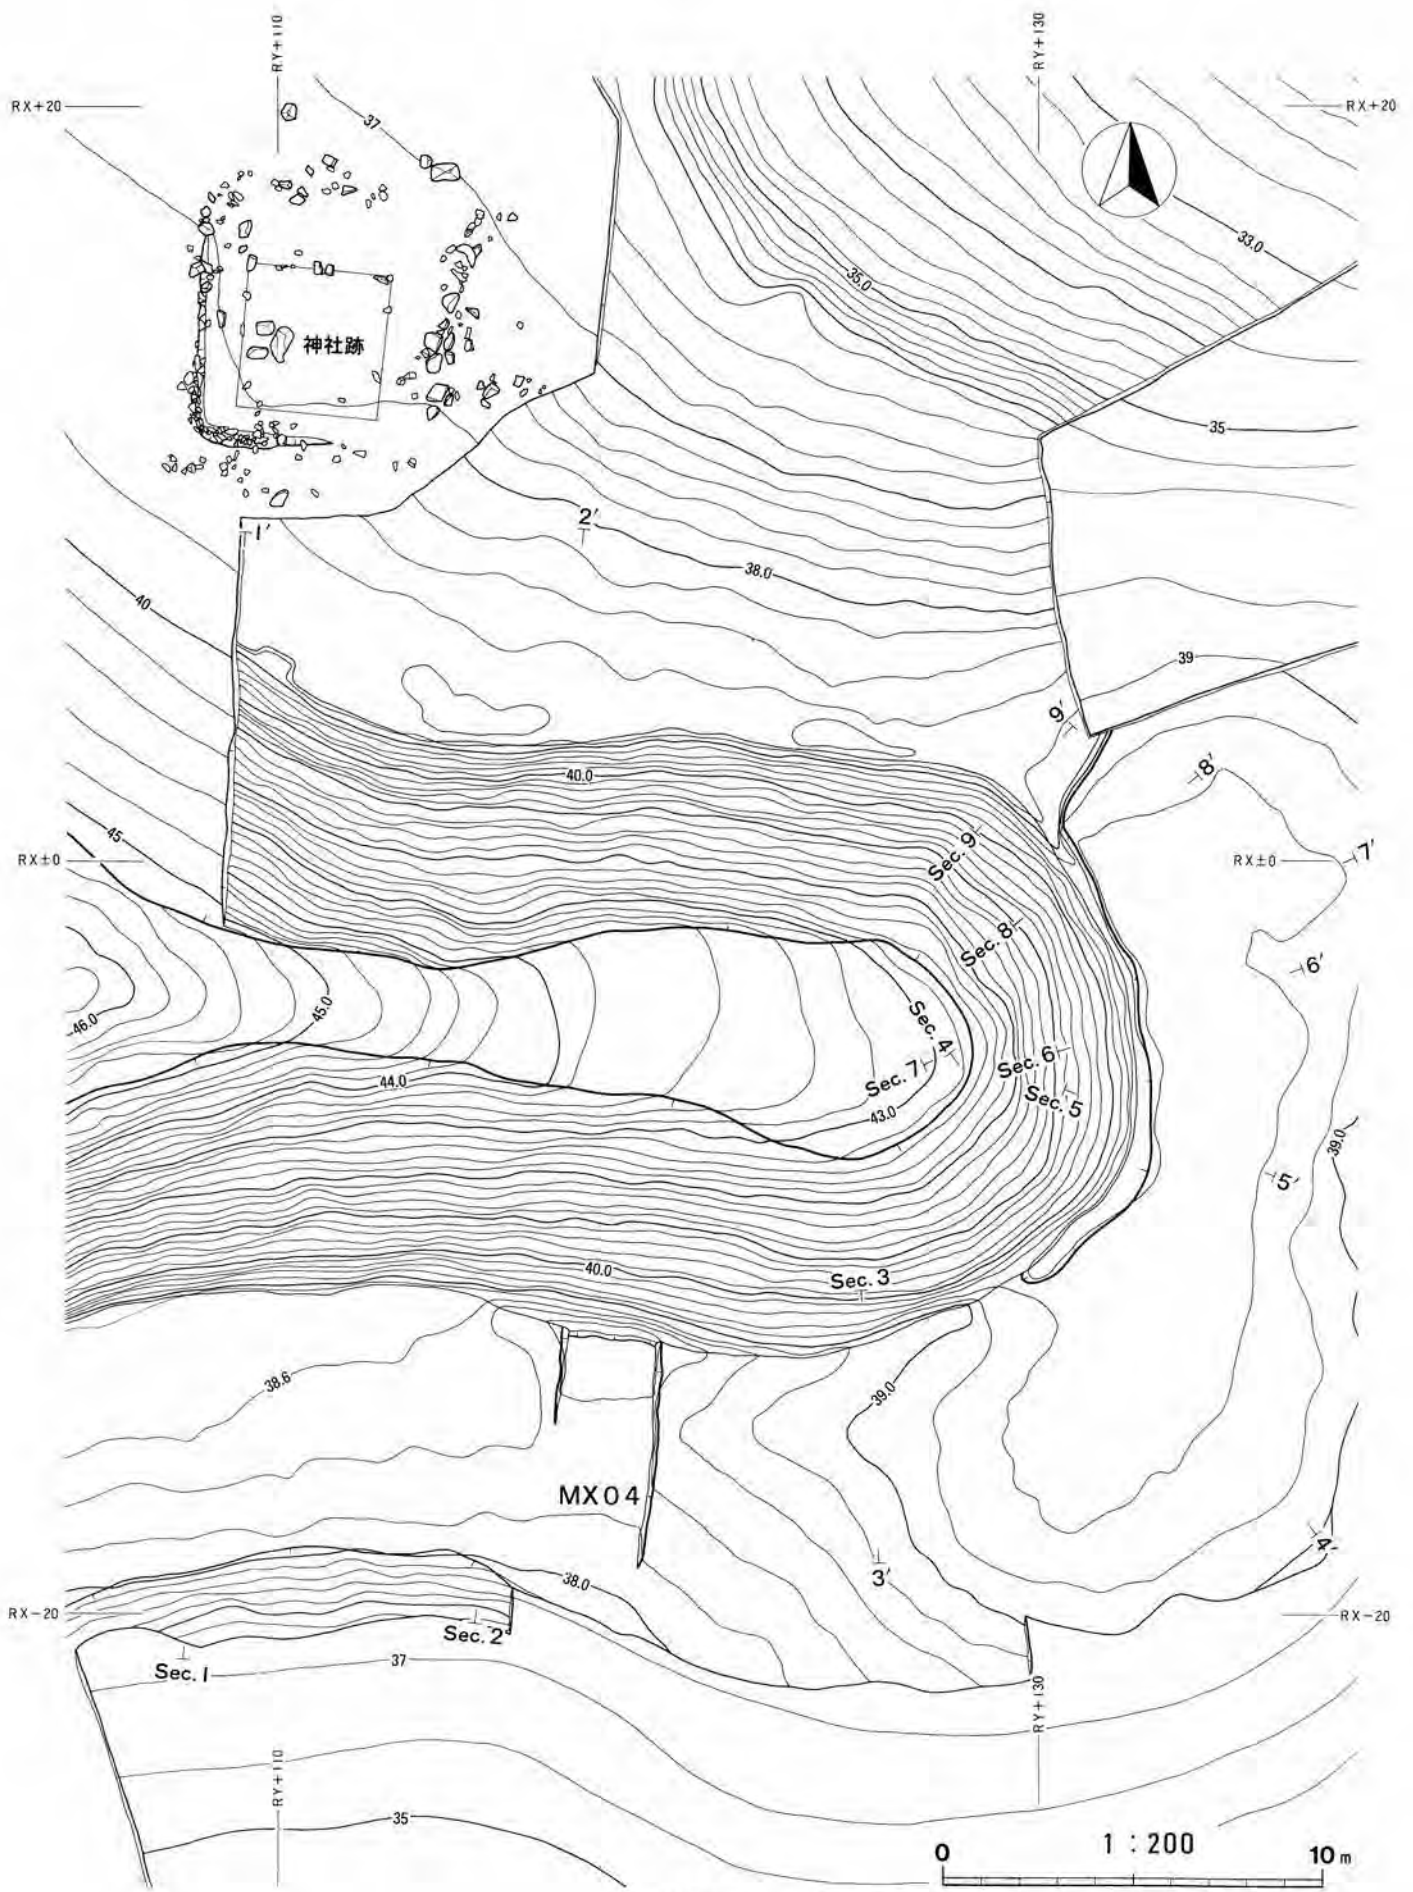 RY+110
RY+130
RX+20
RX+20
37
33.0
35.0
神社跡
35
1'
2'
38.0
40
39
9'
8'
40.0
45
RX±0
Sec. 9
RX±0
7'
Sec. 8
6'
46.0
45.0
Sec. 4
Sec. 6
44.0
Sec. 7
Sec. 5
43.0
39.0
5'
40.0
Sec. 3
38.6
39.0
MX04
4'
3'
38.0
RX-20
RX-20
Sec. 2
Sec. 1
37
RY+130
RY+110
35
1 : 200
0
10 m